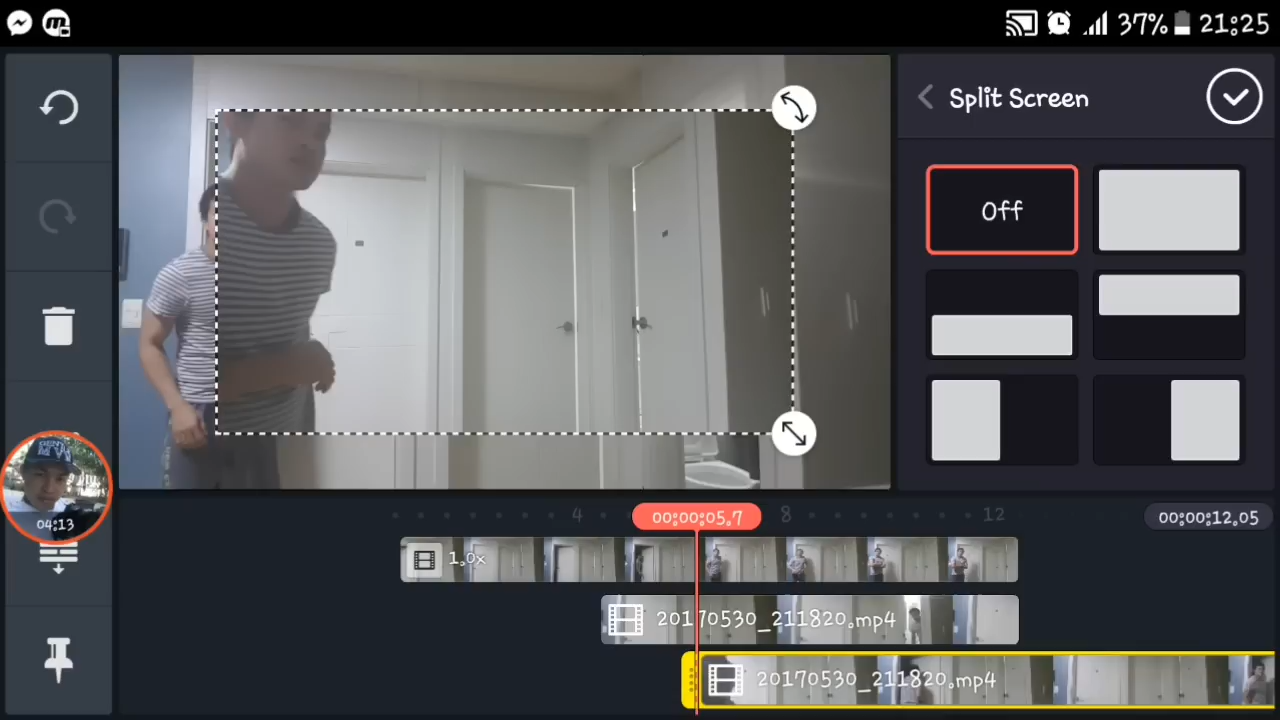 37% 21:25
Split Screen
Off
04:13
4 00:00:05.7 8 12 00:00:12.05
1.0x
20170530_211820.mp4
20170530_211820.mp4